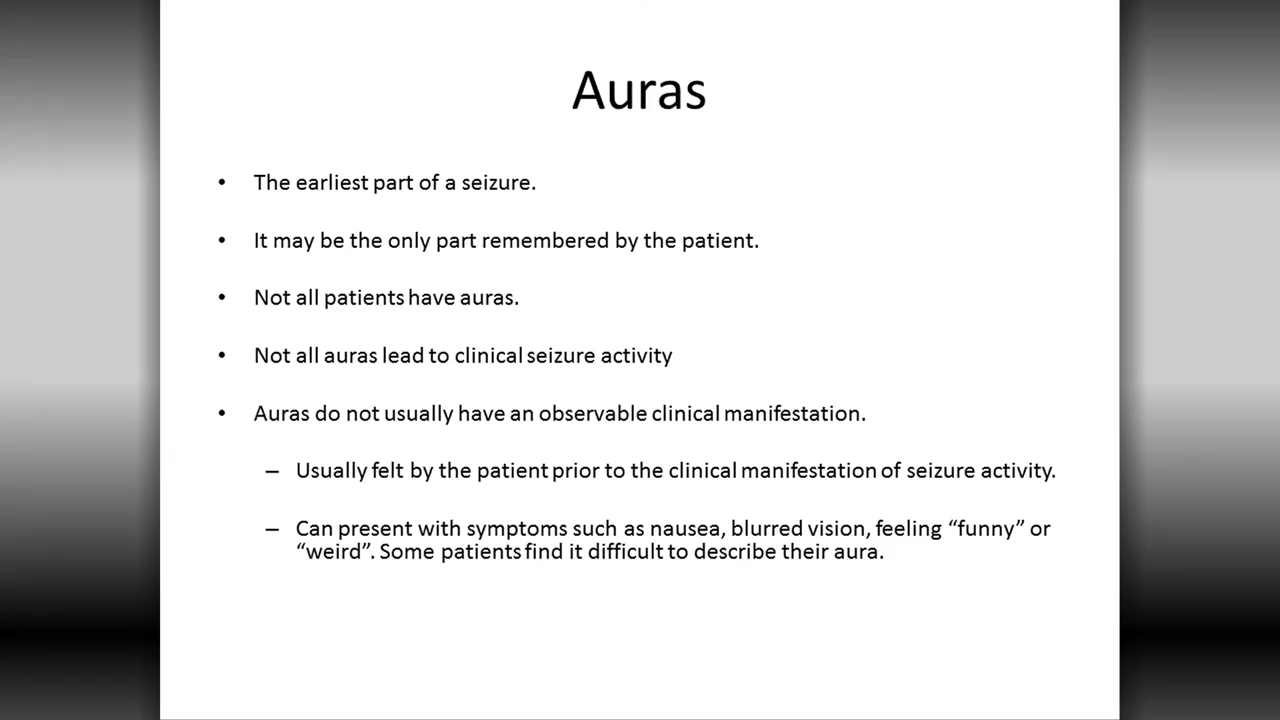 Auras
• The earliest part of a seizure.
• It may be the only part remembered by the patient.
• Not all patients have auras.
• Not all auras lead to clinical seizure activity
• Auras do not usually have an observable clinical manifestation.
– Usually felt by the patient prior to the clinical manifestation of seizure activity.
– Can present with symptoms such as nausea, blurred vision, feeling “funny” or
“weird”. Some patients find it difficult to describe their aura.